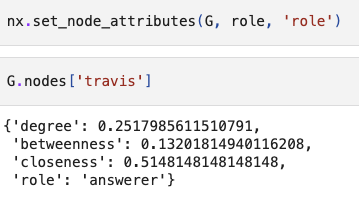 nx.set_node_attributes(G, role, 'role')
G.nodes['travis']
{'degree': 0.2517985611510791,
'betweenness': 0.13201814940116208,
'closeness': 0.5148148148148148,
'role': 'answerer'}